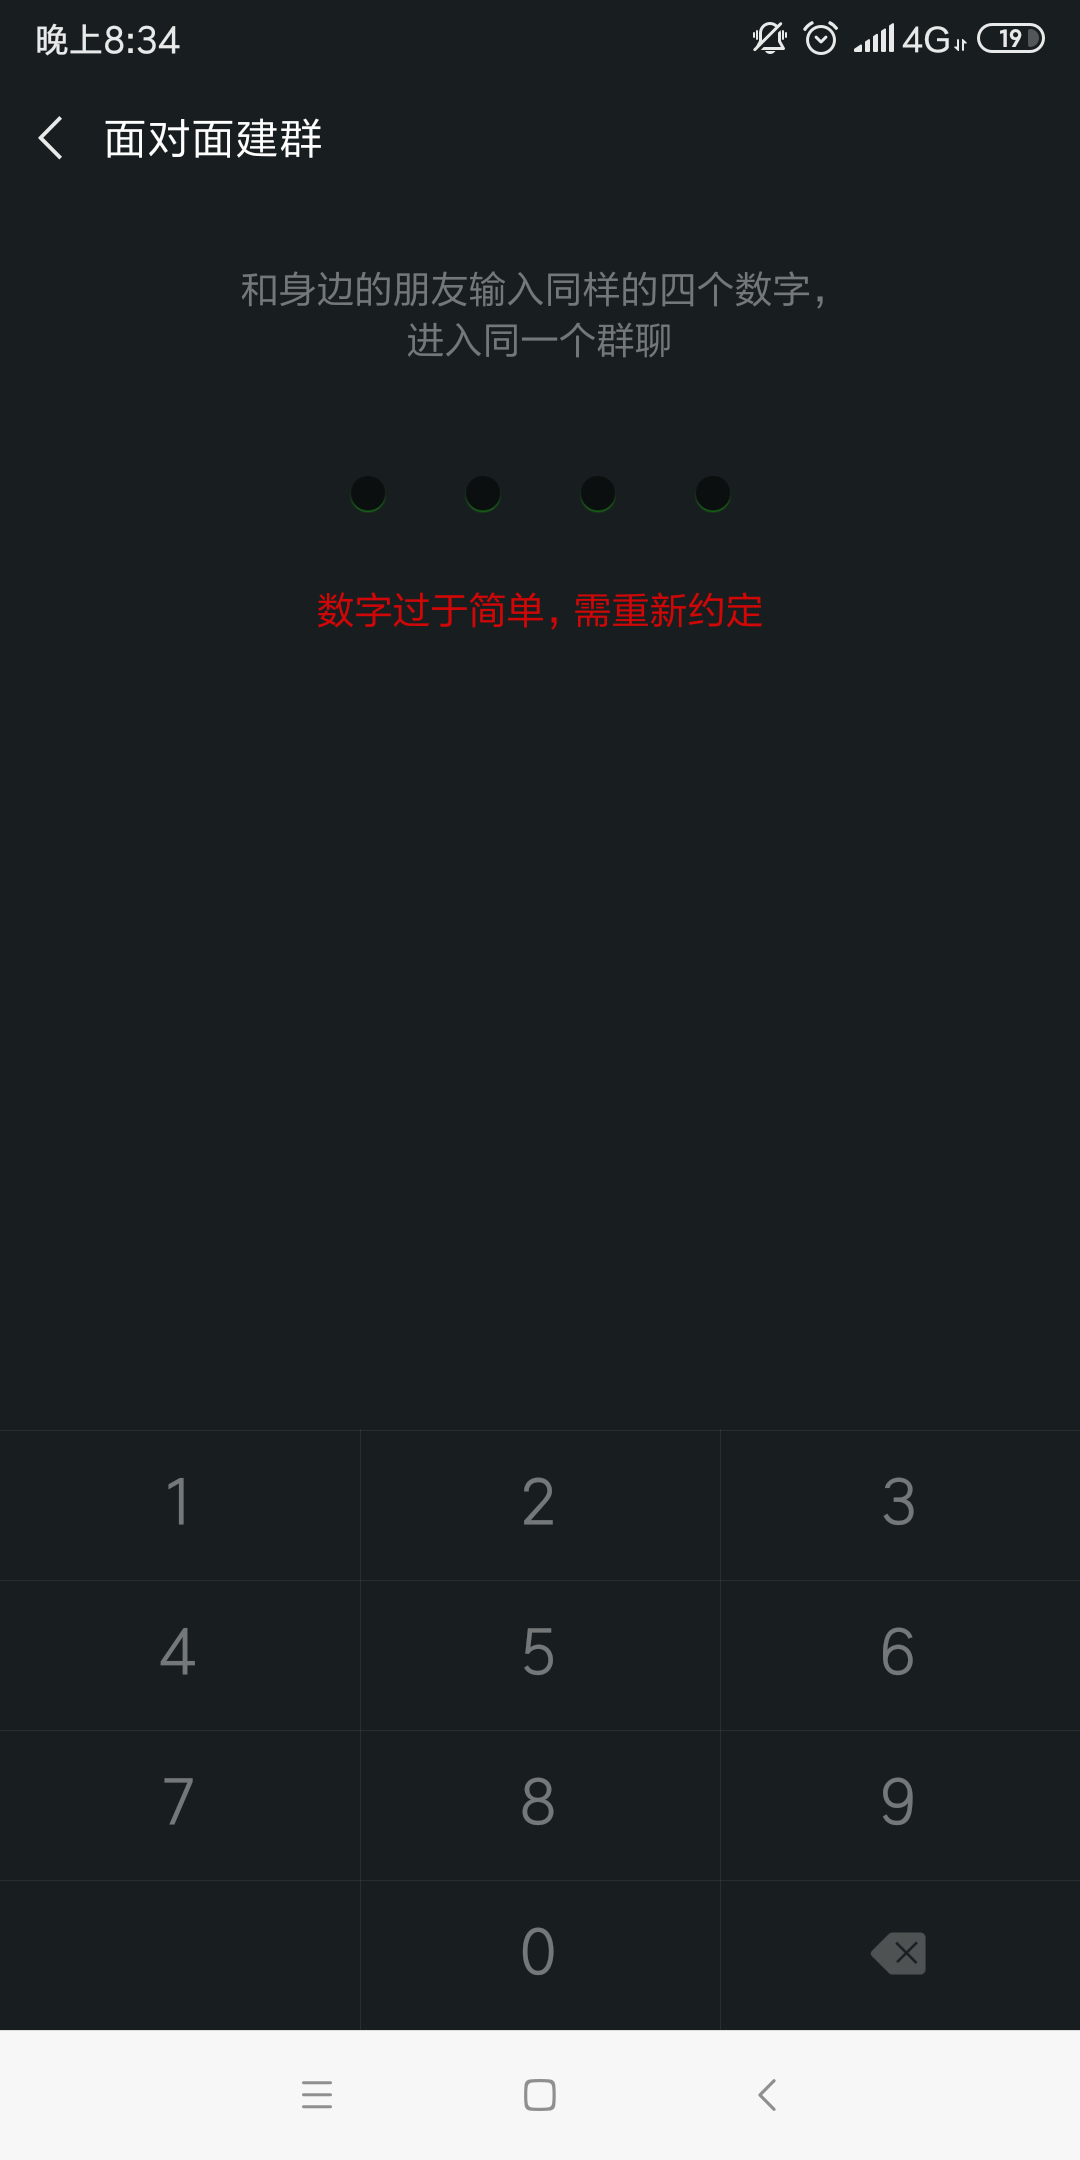 晚上8:34
4G
19
面对面建群
和身边的朋友输入同样的四个数字，
进入同一个群聊
数字过于简单，需重新约定
1 2 3
4 5 6
7 8 9
0